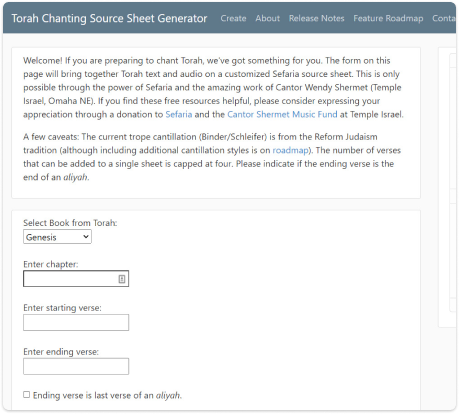 Torah Chanting Source Sheet Generator Create About Release Notes Feature Roadmap Conta
Welcome! If you are preparing to chant Torah, we've got something for you. The form on this
page will bring together Torah text and audio on a customized Sefaria source sheet. This is only
possible through the power of Sefaria and the amazing work of Cantor Wendy Shermet (Temple
Israel, Omaha NE). If you find these free resources helpful, please consider expressing your
appreciation through a donation to Sefaria and the Cantor Shermet Music Fund at Temple Israel.
A few caveats: The current trope cantillation (Binder/Schleifer) is from the Reform Judaism
tradition (although including additional cantillation styles is on roadmap). The number of verses
that can be added to a single sheet is capped at four. Please indicate if the ending verse is the
end of an aliyah.
Select Book from Torah:
Genesis
Enter chapter:
Enter starting verse:
Enter ending verse:
Ending verse is last verse of an aliyah.